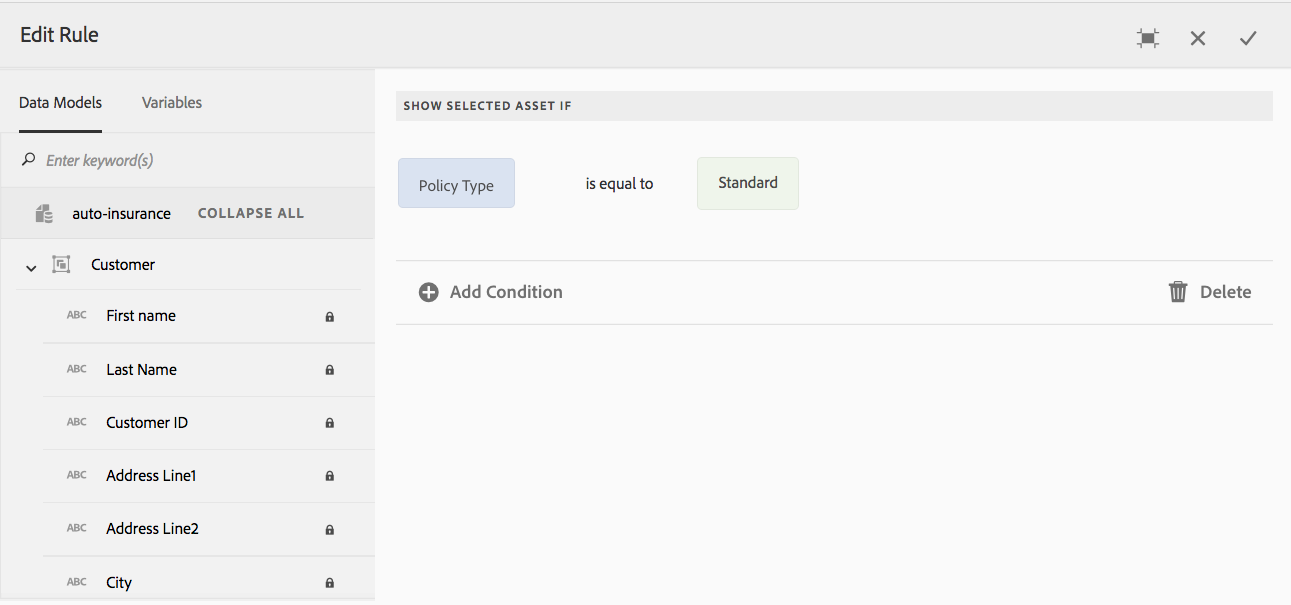 Edit Rule
Data Models
Variables
Enter keyword(s)
auto-insurance COLLAPSE ALL
Customer
ABC First name
ABC Last Name
ABC Customer ID
ABC Address Line1
ABC Address Line2
ABC City
SHOW SELECTED ASSET IF
Policy Type is equal to Standard
Add Condition Delete